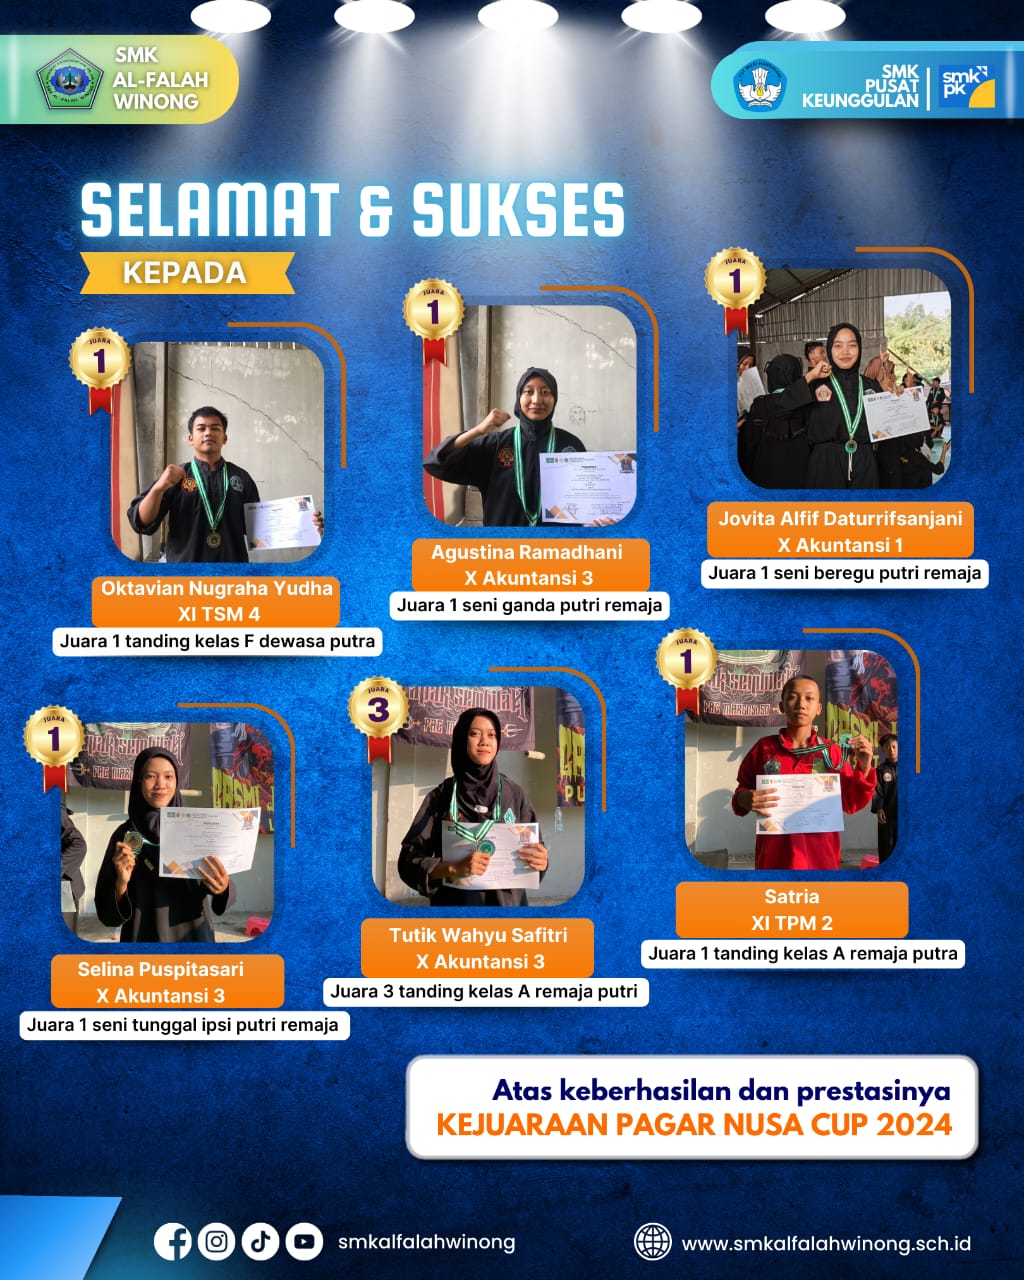 SMK
AL-FALAH
WINONG
SMK
PUSAT
KEUNGGULAN
smk
pk
SELAMAT & SUKSES
KEPADA
JUARA
1
JUARA
1
JUARA
1
Oktavian Nugraha Yudha
XI TSM 4
Juara 1 tanding kelas F dewasa putra
Agustina Ramadhani
X Akuntansi 3
Juara 1 seni ganda putri remaja
Jovita Alfif Daturrifsanjani
X Akuntansi 1
Juara 1 seni beregu putri remaja
JUARA
1
JUARA
3
JUARA
1
Selina Puspitasari
X Akuntansi 3
Juara 1 seni tunggal ipsi putri remaja
Tutik Wahyu Safitri
X Akuntansi 3
Juara 3 tanding kelas A remaja putri
Satria
XI TPM 2
Juara 1 tanding kelas A remaja putra
Atas keberhasilan dan prestasinya
KEJUARAAN PAGAR NUSA CUP 2024
smkalfalahwinong
www.smkalfalahwinong.sch.id